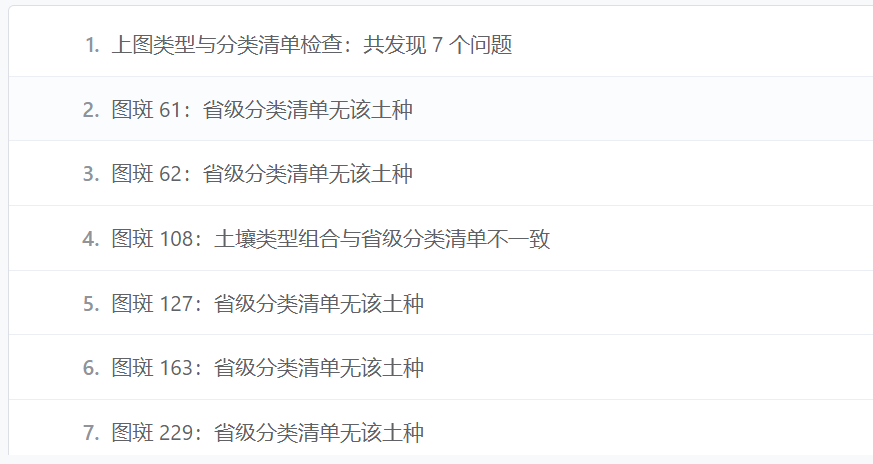 1. 上图类型与分类清单检查：共发现 7 个问题
2. 图斑 61：省级分类清单无该土种
3. 图斑 62：省级分类清单无该土种
4. 图斑 108：土壤类型组合与省级分类清单不一致
5. 图斑 127：省级分类清单无该土种
6. 图斑 163：省级分类清单无该土种
7. 图斑 229：省级分类清单无该土种